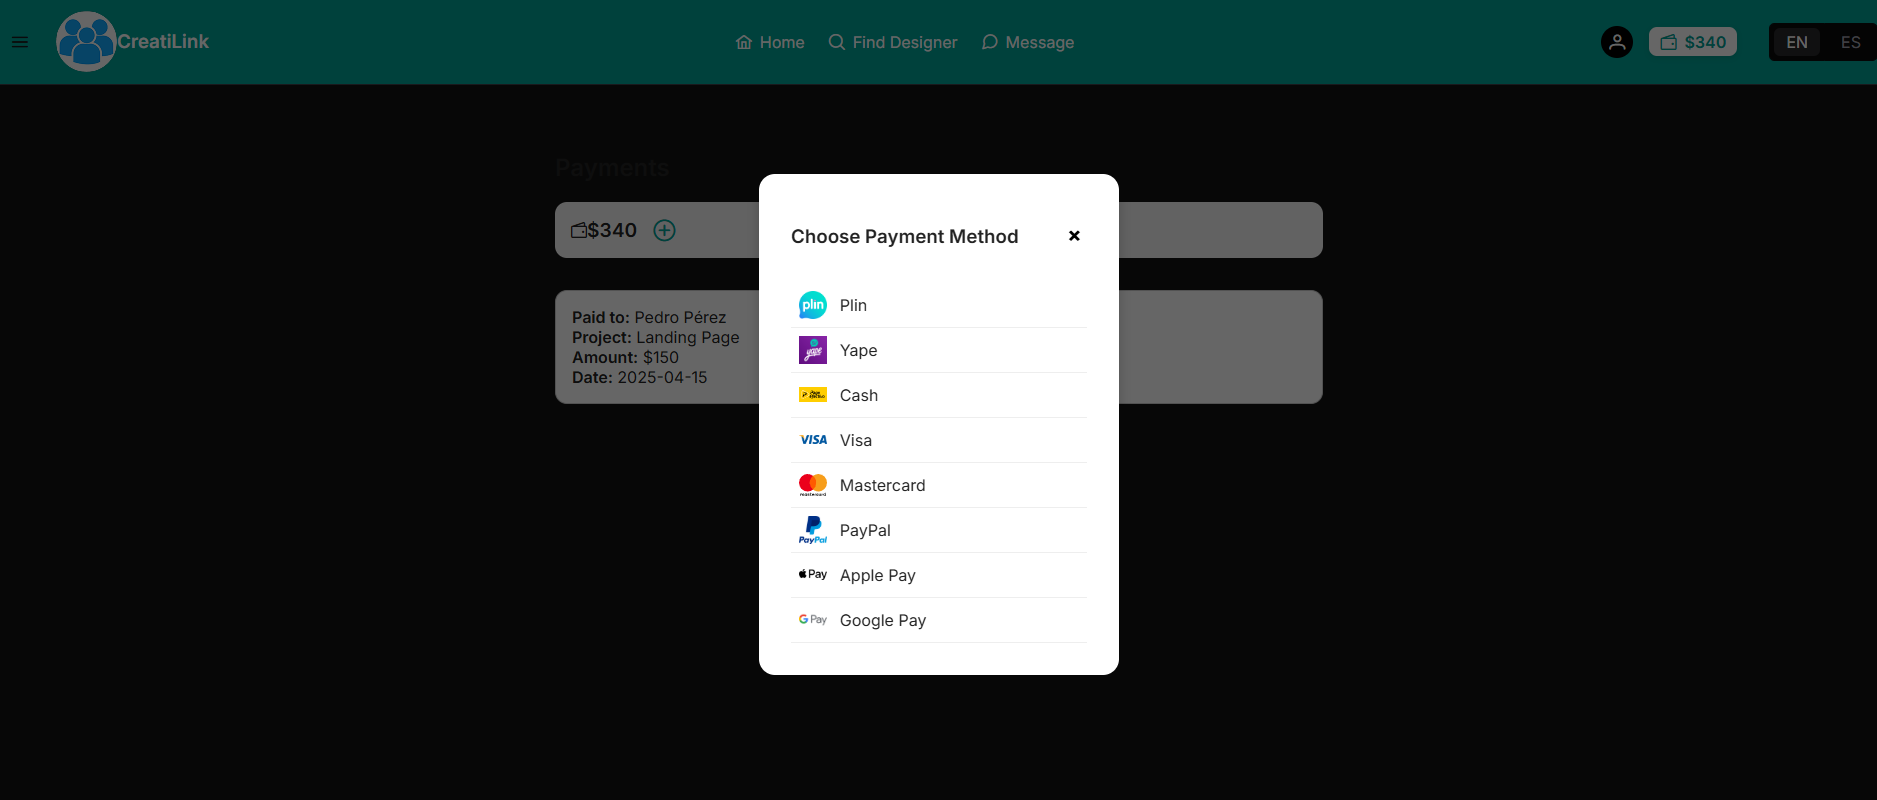 CreatiLink
Home
Find Designer
Message
$340
EN
ES
Payments
$340
Paid to: Pedro Pérez
Project: Landing Page
Amount: $150
Date: 2025-04-15
Choose Payment Method
plin
Plin
yape
Yape
Cash
VISA
Visa
mastercard
Mastercard
PayPal
PayPal
Pay
Apple Pay
G Pay
Google Pay